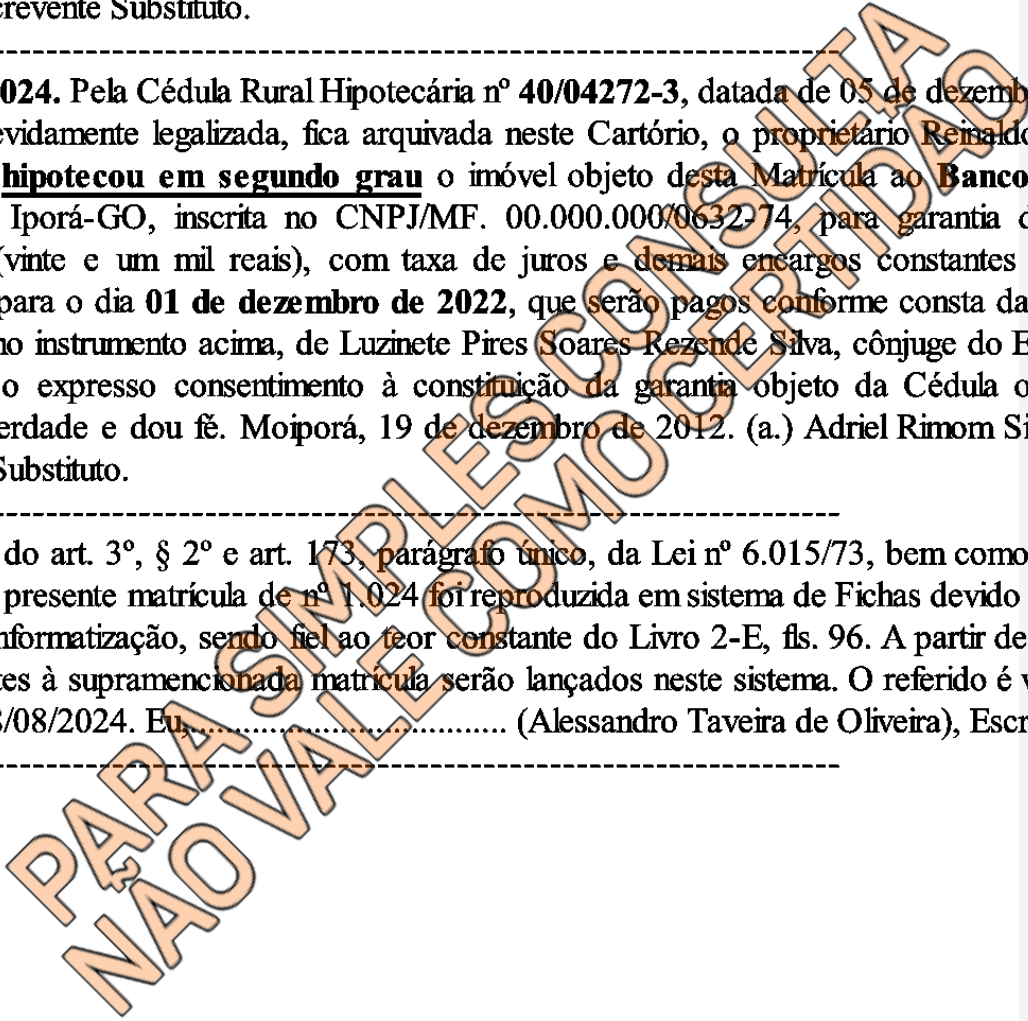 crevente Substituto.
--------------------------------------------------------------------------------
024. Pela Cédula Rural Hipotecária nº 40/04272-3, datada de 05 de dezemb
evidamente legalizada, fica arquivada neste Cartório, o proprietário Reinaldo
hipotecou em segundo grau o imóvel objeto desta Matrícula ao Banco
Iporá-GO, inscrita no CNPJ/MF. 00.000.000/0632-74, para garantia d
(vinte e um mil reais), com taxa de juros e demais encargos constantes
para o dia 01 de dezembro de 2022, que serão pagos conforme consta da
no instrumento acima, de Luzinete Pires Soares Rezende Silva, cônjuge do E
o expresso consentimento à constituição da garantia objeto da Cédula o
erdade e dou fé. Moiporá, 19 de dezembro de 2012. (a.) Adriel Rimom Si
Substituto.
--------------------------------------------------------------------------------
do art. 3º, § 2º e art. 173, parágrafo único, da Lei nº 6.015/73, bem como
presente matrícula de nº 1.024 foi reproduzida em sistema de Fichas devido
nformatização, sendo fiel ao teor constante do Livro 2-E, fls. 96. A partir de
tes à supramencionada matrícula serão lançados neste sistema. O referido é v
8/08/2024. Eu,.................................. (Alessandro Taveira de Oliveira), Escr
--------------------------------------------------------------------------------
PARA SIMPLES CONSULTA
NÃO VALE COMO CERTIDÃO